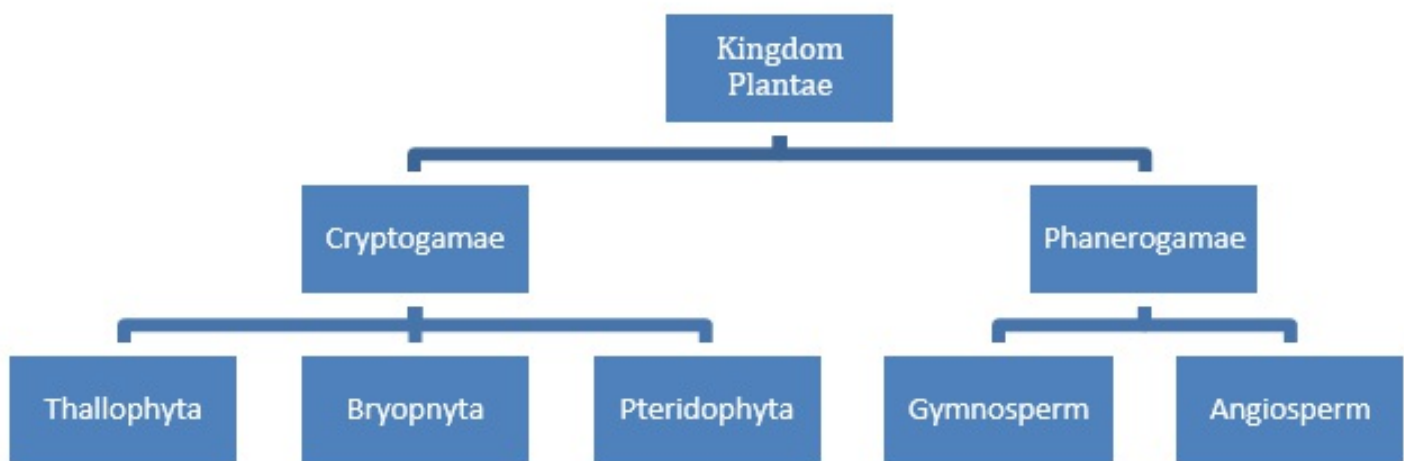 Kingdom
Plantae
Cryptogamae
Phanerogamae
Thallophyta
Bryopnyta
Pteridophyta
Gymnosperm
Angiosperm